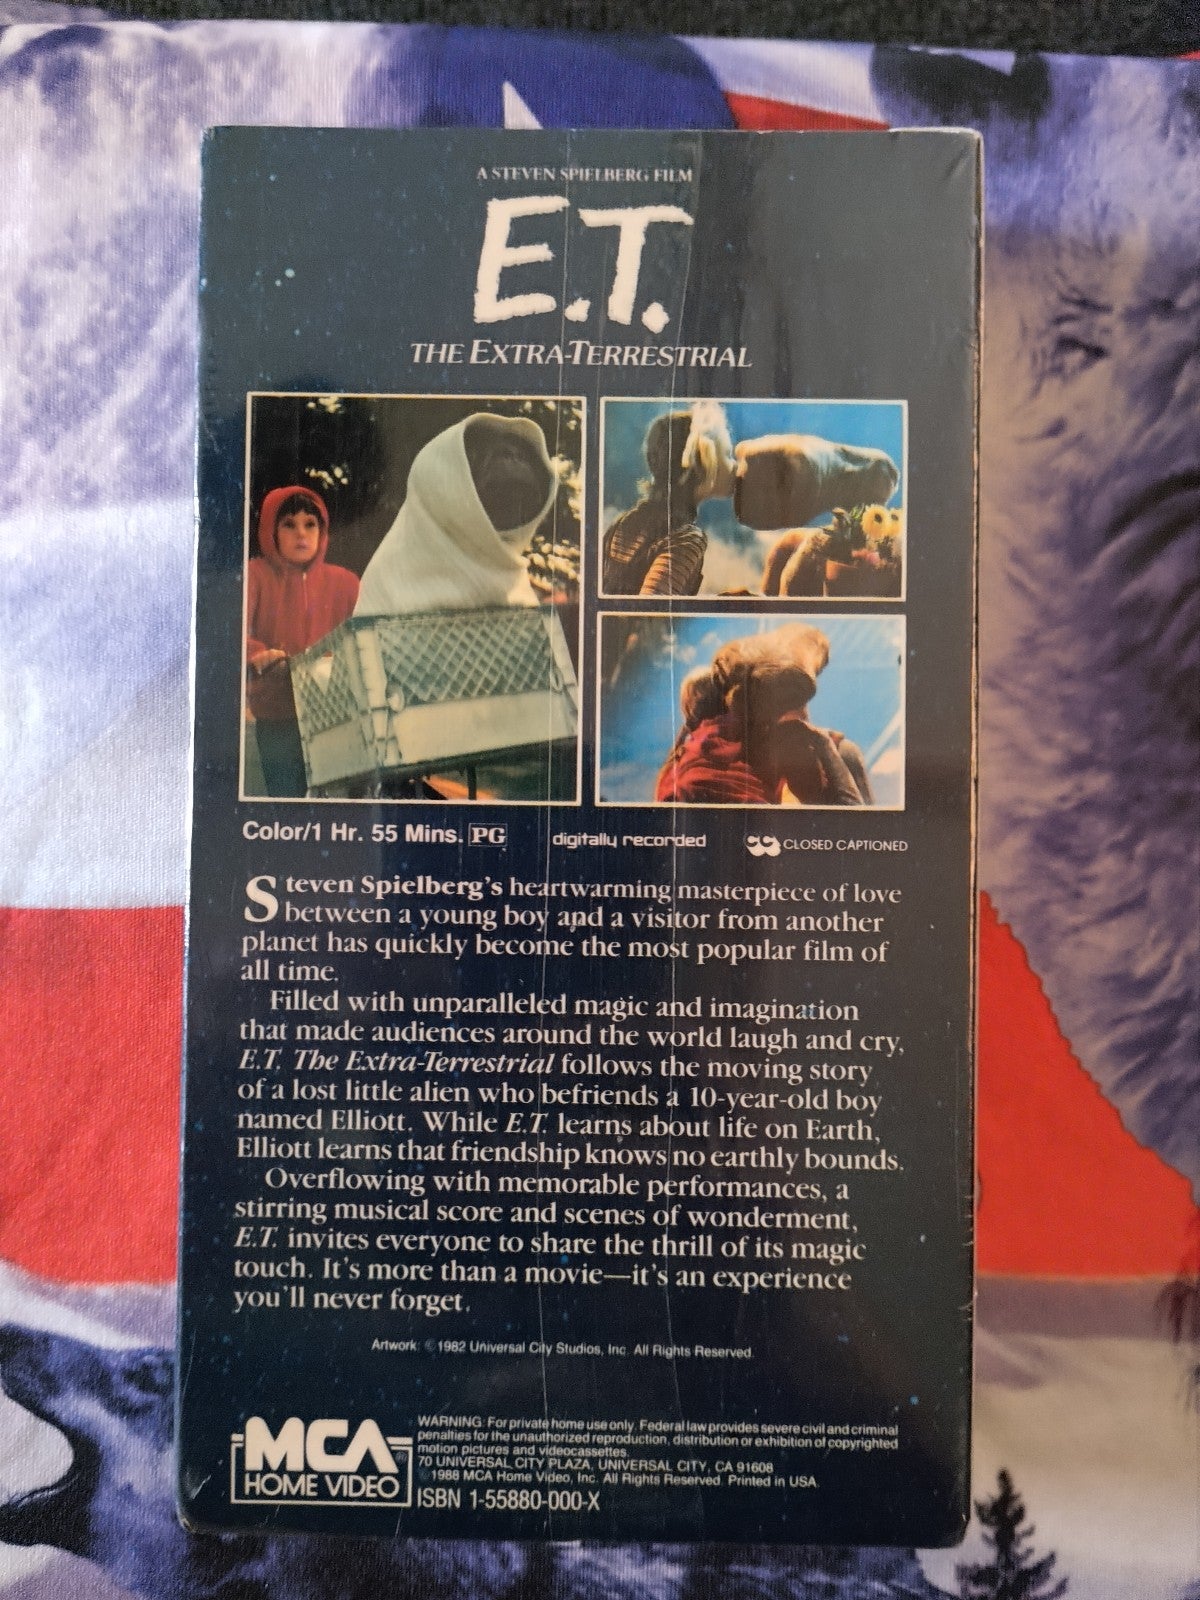 A STEVEN SPIELBERG FILM
E.T.
THE EXTRA-TERRESTRIAL
Color/1 Hr. 55 Mins. PG
digitally recorded
CC CLOSED CAPTIONED
Steven Spielberg's heartwarming masterpiece of love
between a young boy and a visitor from another
planet has quickly become the most popular film of
all time.
Filled with unparalleled magic and imagination
that made audiences around the world laugh and cry,
E.T. The Extra-Terrestrial follows the moving story
of a lost little alien who befriends a 10-year-old boy
named Elliott. While E.T. learns about life on Earth,
Elliott learns that friendship knows no earthly bounds.
Overflowing with memorable performances, a
stirring musical score and scenes of wonderment,
E.T. invites everyone to share the thrill of its magic
touch. It's more than a movie—it's an experience
you'll never forget.
Artwork: ©1982 Universal City Studios, Inc. All Rights Reserved.
MCA
HOME VIDEO
®
WARNING: For private home use only. Federal law provides severe civil and criminal
penalties for the unauthorized reproduction, distribution or exhibition of copyrighted
motion pictures and videocassettes.
70 UNIVERSAL CITY PLAZA, UNIVERSAL CITY, CA 91608
©1988 MCA Home Video, Inc. All Rights Reserved. Printed in USA.
ISBN 1-55880-000-X